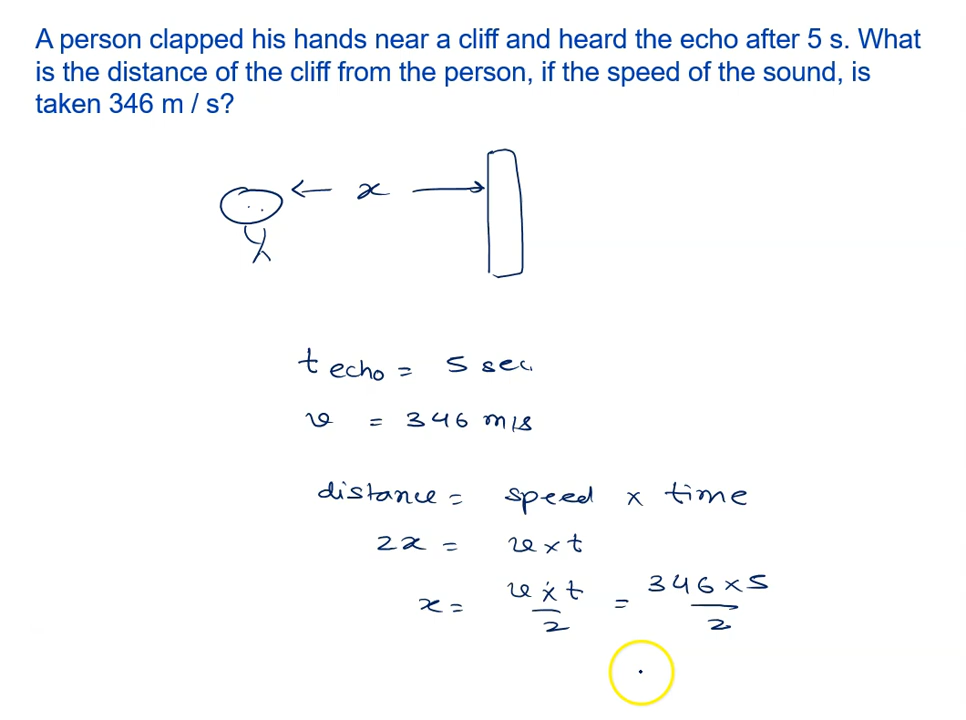 A person clapped his hands near a cliff and heard the echo after 5 s. What
is the distance of the cliff from the person, if the speed of the sound, is
taken 346 m / s?
x
t echo = 5 sec
v = 346 m/s
distance = speed x time
2x = v x t
x = v x t / 2 = 346 x 5 / 2